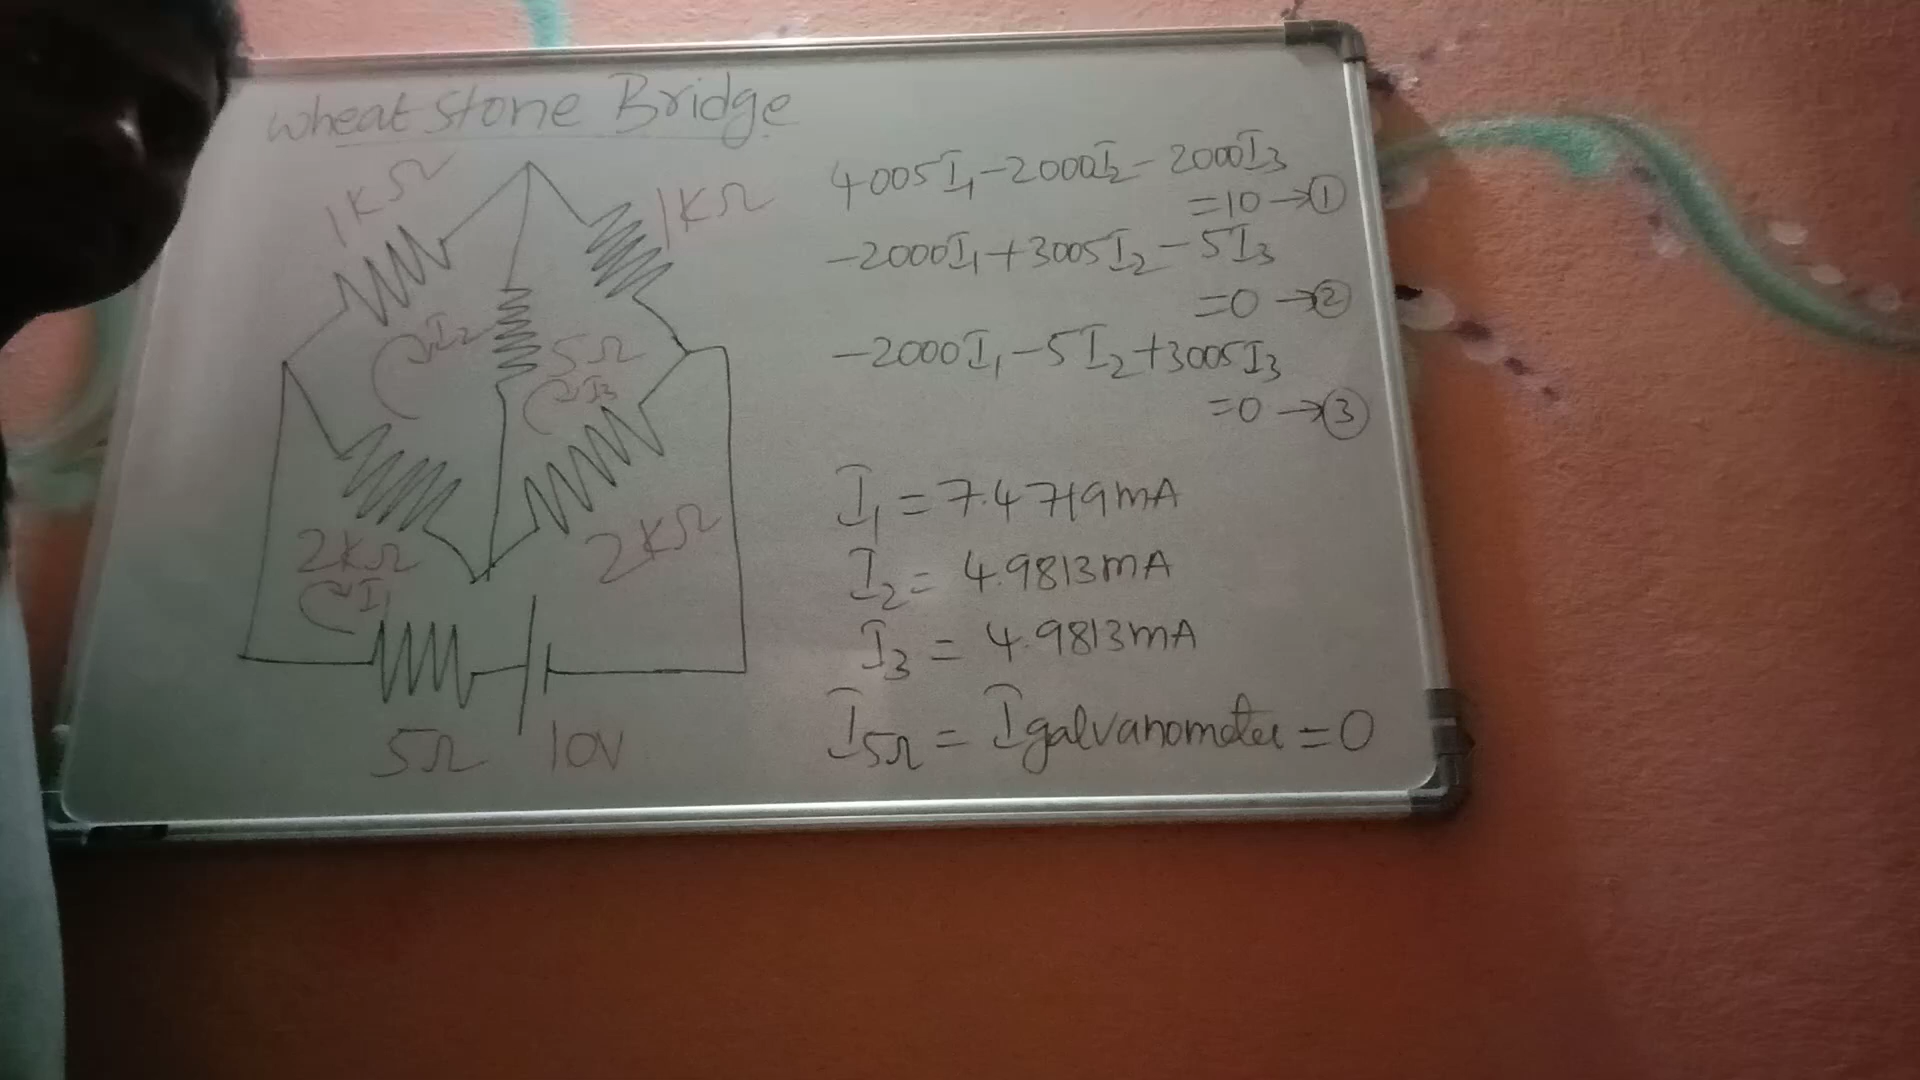 Wheat stone Bridge
1KΩ
1KΩ
I2
5Ω
I3
2KΩ
2KΩ
I1
5Ω
10V
4005I1-2000I2-2000I3
=10→①
-2000I1+3005I2-5I3
=0→②
-2000I1-5I2+3005I3
=0→③
I1=7.4719mA
I2=4.9813mA
I3=4.9813mA
I5Ω=Igalvanometer=0